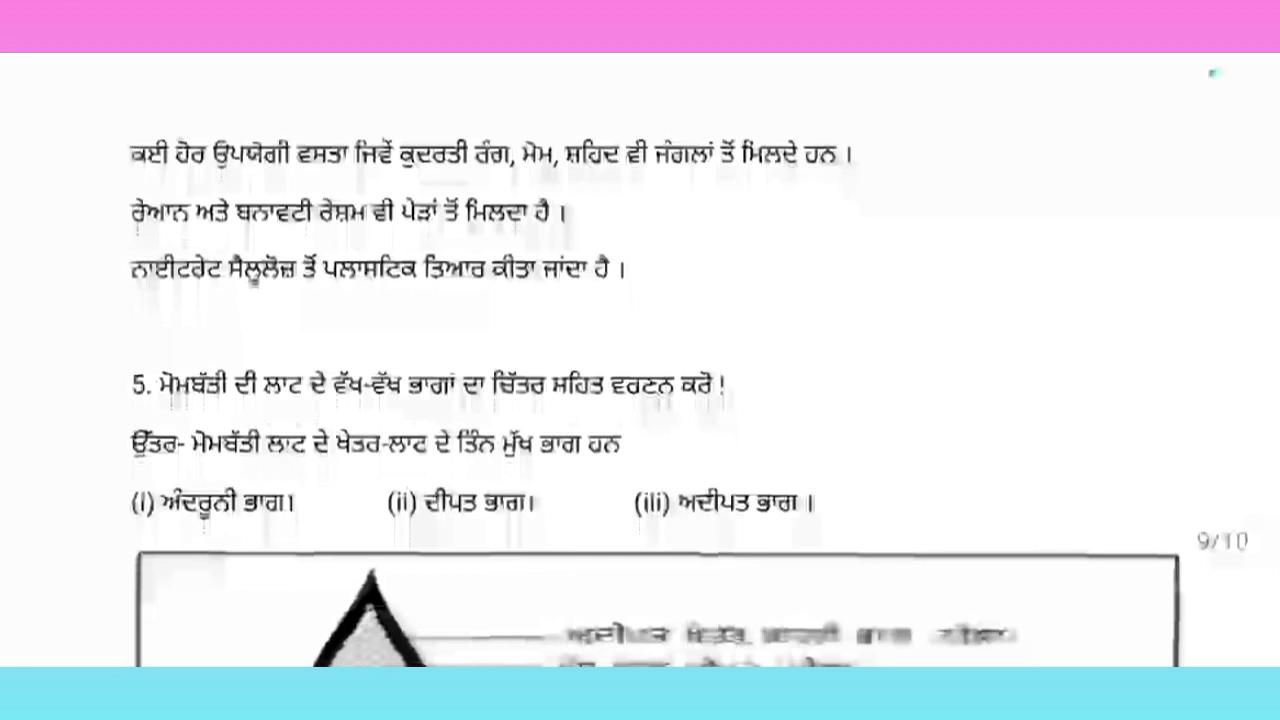 ਕਈ ਹੋਰ ਉਪਯੋਗੀ ਵਸਤਾ ਜਿਵੇਂ ਕੁਦਰਤੀ ਰੰਗ, ਮੋਮ, ਸ਼ਹਿਦ ਵੀ ਜੰਗਲਾਂ ਤੋਂ ਮਿਲਦੇ ਹਨ ।
ਰੇਆਨ ਅਤੇ ਬਨਾਵਟੀ ਰੇਸ਼ਮ ਵੀ ਪੇੜਾਂ ਤੋਂ ਮਿਲਦਾ ਹੈ ।
ਨਾਈਟਰੇਟ ਸੈਲੂਲੋਜ਼ ਤੋਂ ਪਲਾਸਟਿਕ ਤਿਆਰ ਕੀਤਾ ਜਾਂਦਾ ਹੈ ।
5. ਮੋਮਬੱਤੀ ਦੀ ਲਾਟ ਦੇ ਵੱਖ-ਵੱਖ ਭਾਗਾਂ ਦਾ ਚਿੱਤਰ ਸਹਿਤ ਵਰਣਨ ਕਰੋ !
ਉੱਤਰ- ਮੋਮਬੱਤੀ ਲਾਟ ਦੇ ਖੇਤਰ-ਲਾਟ ਦੇ ਤਿੰਨ ਮੁੱਖ ਭਾਗ ਹਨ
(i) ਅੰਦਰੂਨੀ ਭਾਗ। (ii) ਦੀਪਤ ਭਾਗ। (iii) ਅਦੀਪਤ ਭਾਗ ।
9/10